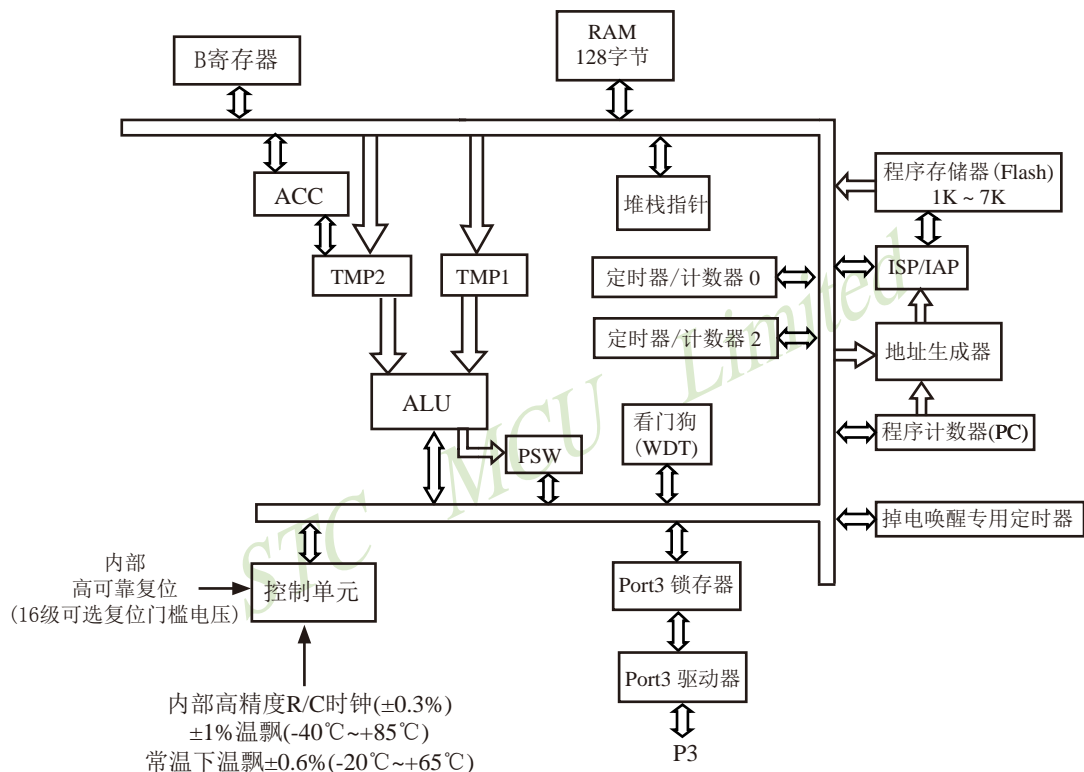 B寄存器
RAM
128字节
ACC
堆栈指针
程序存储器(Flash)
1K ~ 7K
TMP2
TMP1
定时器/计数器 0
ISP/IAP
定时器/计数器 2
地址生成器
ALU
看门狗
(WDT)
PSW
程序计数器(PC)
掉电唤醒专用定时器
内部
高可靠复位
(16级可选复位门槛电压)
控制单元
Port3 锁存器
内部高精度R/C时钟(±0.3%)
±1%温飘(-40℃~+85℃)
常温下温飘±0.6%(-20℃~+65℃)
Port3 驱动器
P3
STC MCU Limited